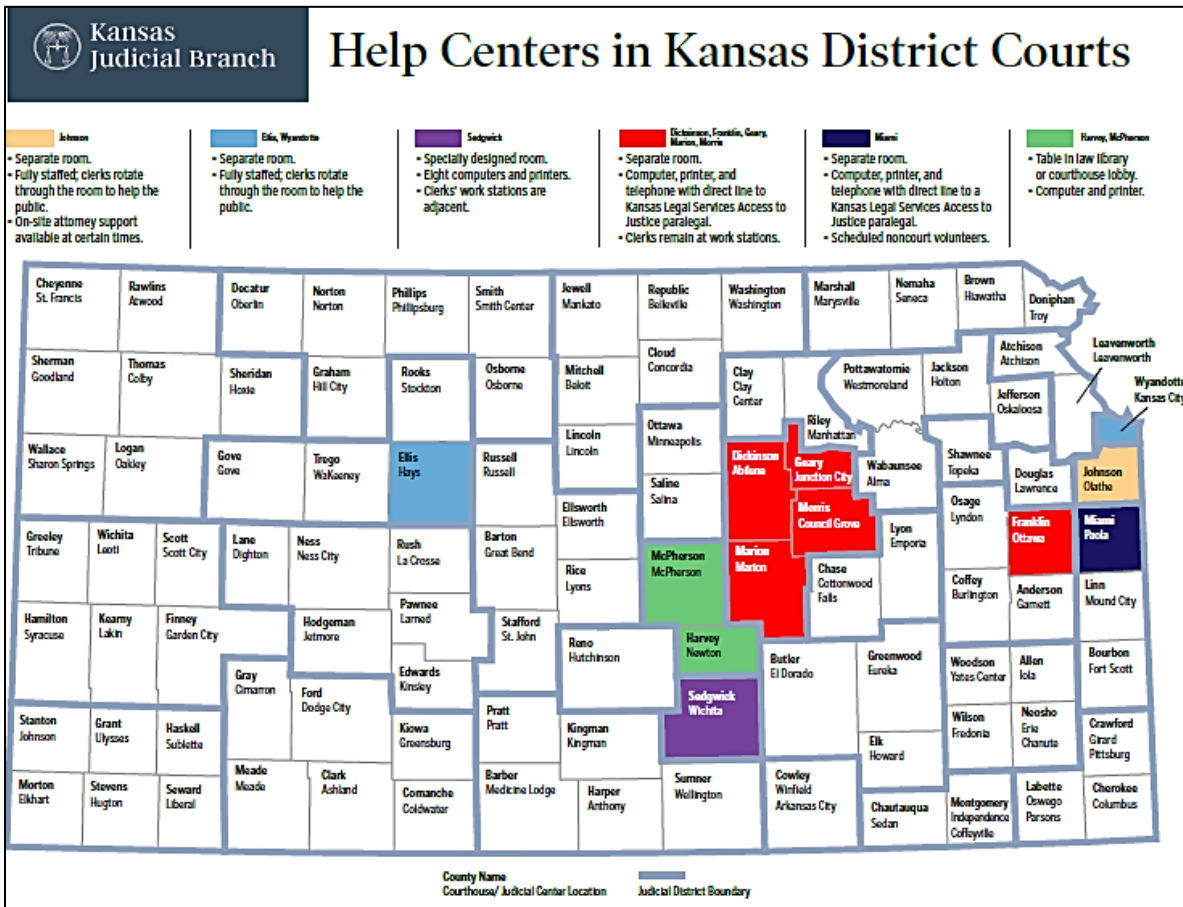 Kansas
Judicial Branch
Help Centers in Kansas District Courts
Johnson
- Separate room.
- Fully staffed; clerks rotate
through the room to help the
public.
- On-site attorney support
available at certain times.
Ellis, Wyandotte
- Separate room.
- Fully staffed; clerks rotate
through the room to help the
public.
Sedgwick
- Specially designed room.
- Eight computers and printers.
- Clerks' work stations are
adjacent.
Dickinson, Franklin, Geary,
Marion, Morris
- Separate room.
- Computer, printer, and
telephone with direct line to
Kansas Legal Services Access to
Justice paralegal.
- Clerks remain at work stations.
Miami
- Separate room.
- Computer, printer, and
telephone with direct line to a
Kansas Legal Services Access to
Justice paralegal.
- Scheduled noncourt volunteers.
Harvey, McPherson
- Table in law library
or courthouse lobby.
- Computer and printer.
Cheyenne
St. Francis
Rawlins
Atwood
Decatur
Oberlin
Norton
Norton
Phillips
Phillipsburg
Smith
Smith Center
Jewell
Mankato
Republic
Belleville
Washington
Washington
Marshall
Marysville
Nemaha
Seneca
Brown
Hiawatha
Doniphan
Troy
Sherman
Goodland
Thomas
Colby
Sheridan
Hoxie
Graham
Hill City
Rooks
Stockton
Osborne
Osborne
Mitchell
Beloit
Cloud
Concordia
Clay
Clay
Center
Riley
Manhattan
Pottawatomie
Westmoreland
Jackson
Holton
Atchison
Atchison
Jefferson
Oskaloosa
Leavenworth
Leavenworth
Wyandotte
Kansas City
Wallace
Sharon Springs
Logan
Oakley
Gove
Gove
Trego
WaKeeney
Ellis
Hays
Russell
Russell
Lincoln
Lincoln
Ottawa
Minneapolis
Saline
Salina
Dickinson
Abilene
Geary
Junction City
Morris
Council Grove
Wabaunsee
Alma
Shawnee
Topeka
Douglas
Lawrence
Johnson
Olathe
Greeley
Tribune
Wichita
Leoti
Scott
Scott City
Lane
Dighton
Ness
Ness City
Rush
La Crosse
Barton
Great Bend
Ellsworth
Ellsworth
Rice
Lyons
McPherson
McPherson
Marion
Marion
Chase
Cottonwood
Falls
Lyon
Emporia
Osage
Lyndon
Franklin
Ottawa
Miami
Paola
Hamilton
Syracuse
Kearny
Lakin
Finney
Garden City
Hodgeman
Jetmore
Pawnee
Larned
Edwards
Kinsley
Stafford
St. John
Reno
Hutchinson
Harvey
Newton
Coffey
Burlington
Anderson
Garnett
Linn
Mound City
Gray
Cimarron
Ford
Dodge City
Sedgwick
Wichita
Butler
El Dorado
Greenwood
Eureka
Woodson
Yates Center
Allen
Iola
Bourbon
Fort Scott
Stanton
Johnson
Grant
Ulysses
Haskell
Sublette
Kiowa
Greensburg
Pratt
Pratt
Kingman
Kingman
Elk
Howard
Wilson
Fredonia
Neosho
Erie
Chanute
Crawford
Girard
Pittsburg
Morton
Elkhart
Stevens
Hugton
Seward
Liberal
Meade
Meade
Clark
Ashland
Comanche
Coldwater
Barber
Medicine Lodge
Harper
Anthony
Sumner
Wellington
Cowley
Winfield
Arkansas City
Chautauqua
Sedan
Montgomery
Independence
Coffeyville
Labette
Oswego
Parsons
Cherokee
Columbus
County Name
Courthouse/ Judicial Center Location
Judicial District Boundary